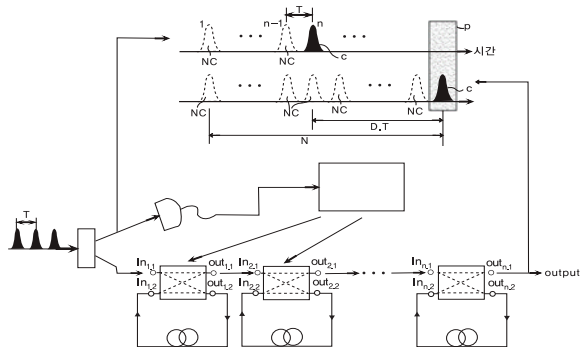 1 ··· n-1 T n ···
P
시간
NC NC c
··· ··· c
NC NC NC NC
D.T
N
T
In1.1 out1.1 In2.1 out2.1 ··· Inn.1 outn.1 output
In1.2 out1.2 In2.2 out2.2 Inn.2 outn.2